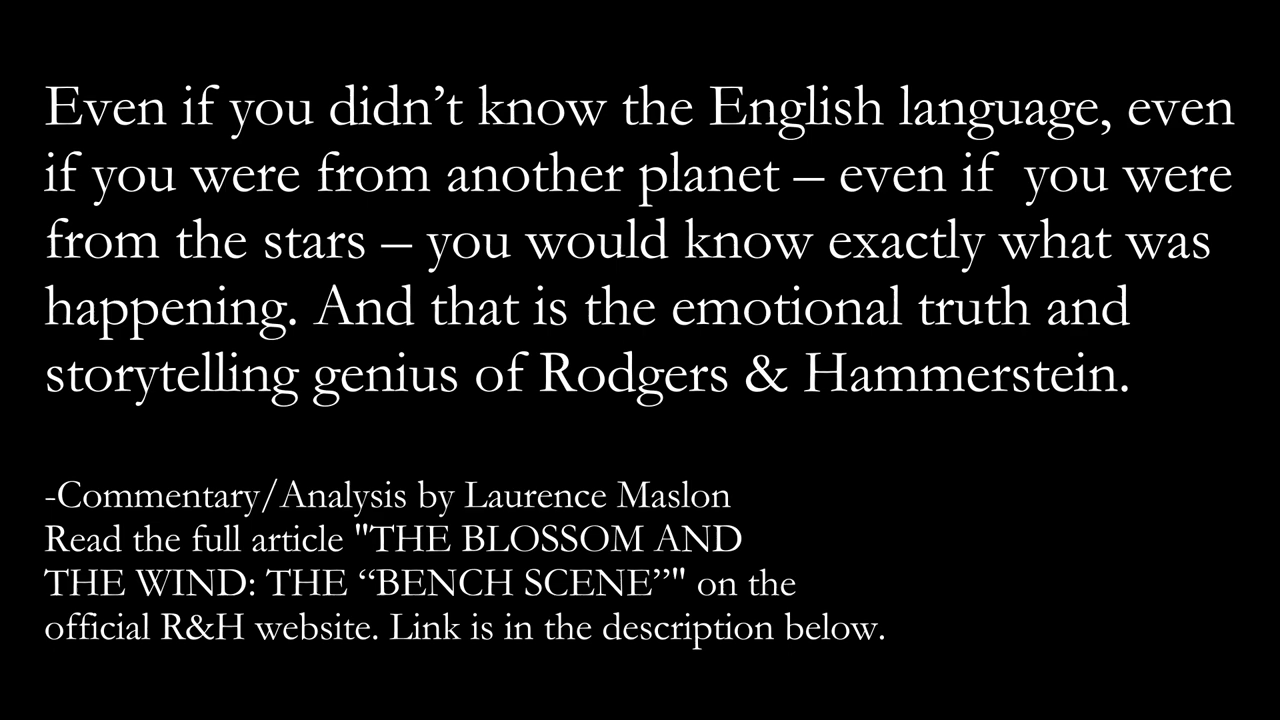 Even if you didn’t know the English language, even
if you were from another planet – even if  you were
from the stars – you would know exactly what was
happening. And that is the emotional truth and
storytelling genius of Rodgers & Hammerstein.
-Commentary/Analysis by Laurence Maslon
Read the full article "THE BLOSSOM AND
THE WIND: THE “BENCH SCENE”" on the
official R&H website. Link is in the description below.